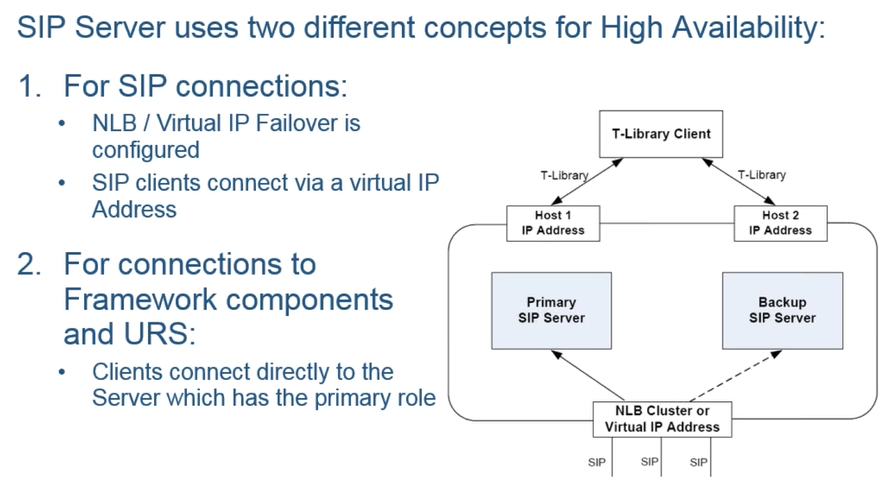 SIP Server uses two different concepts for High Availability:
1. For SIP connections:
• NLB / Virtual IP Failover is
configured
• SIP clients connect via a virtual IP
Address
2. For connections to
Framework components
and URS:
• Clients connect directly to the
Server which has the primary role
T-Library Client
T-Library
T-Library
Host 1
IP Address
Host 2
IP Address
Primary
SIP Server
Backup
SIP Server
NLB Cluster or
Virtual IP Address
SIP
SIP
SIP